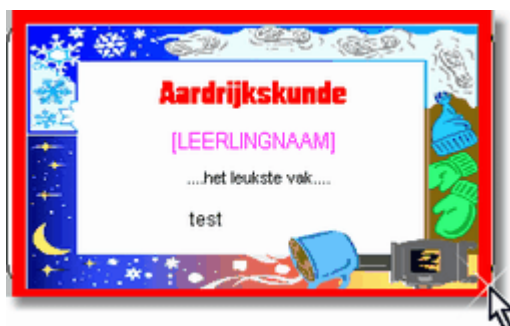 Aardrijkskunde
[LEERLINGNAAM]
....het leukste vak....
test